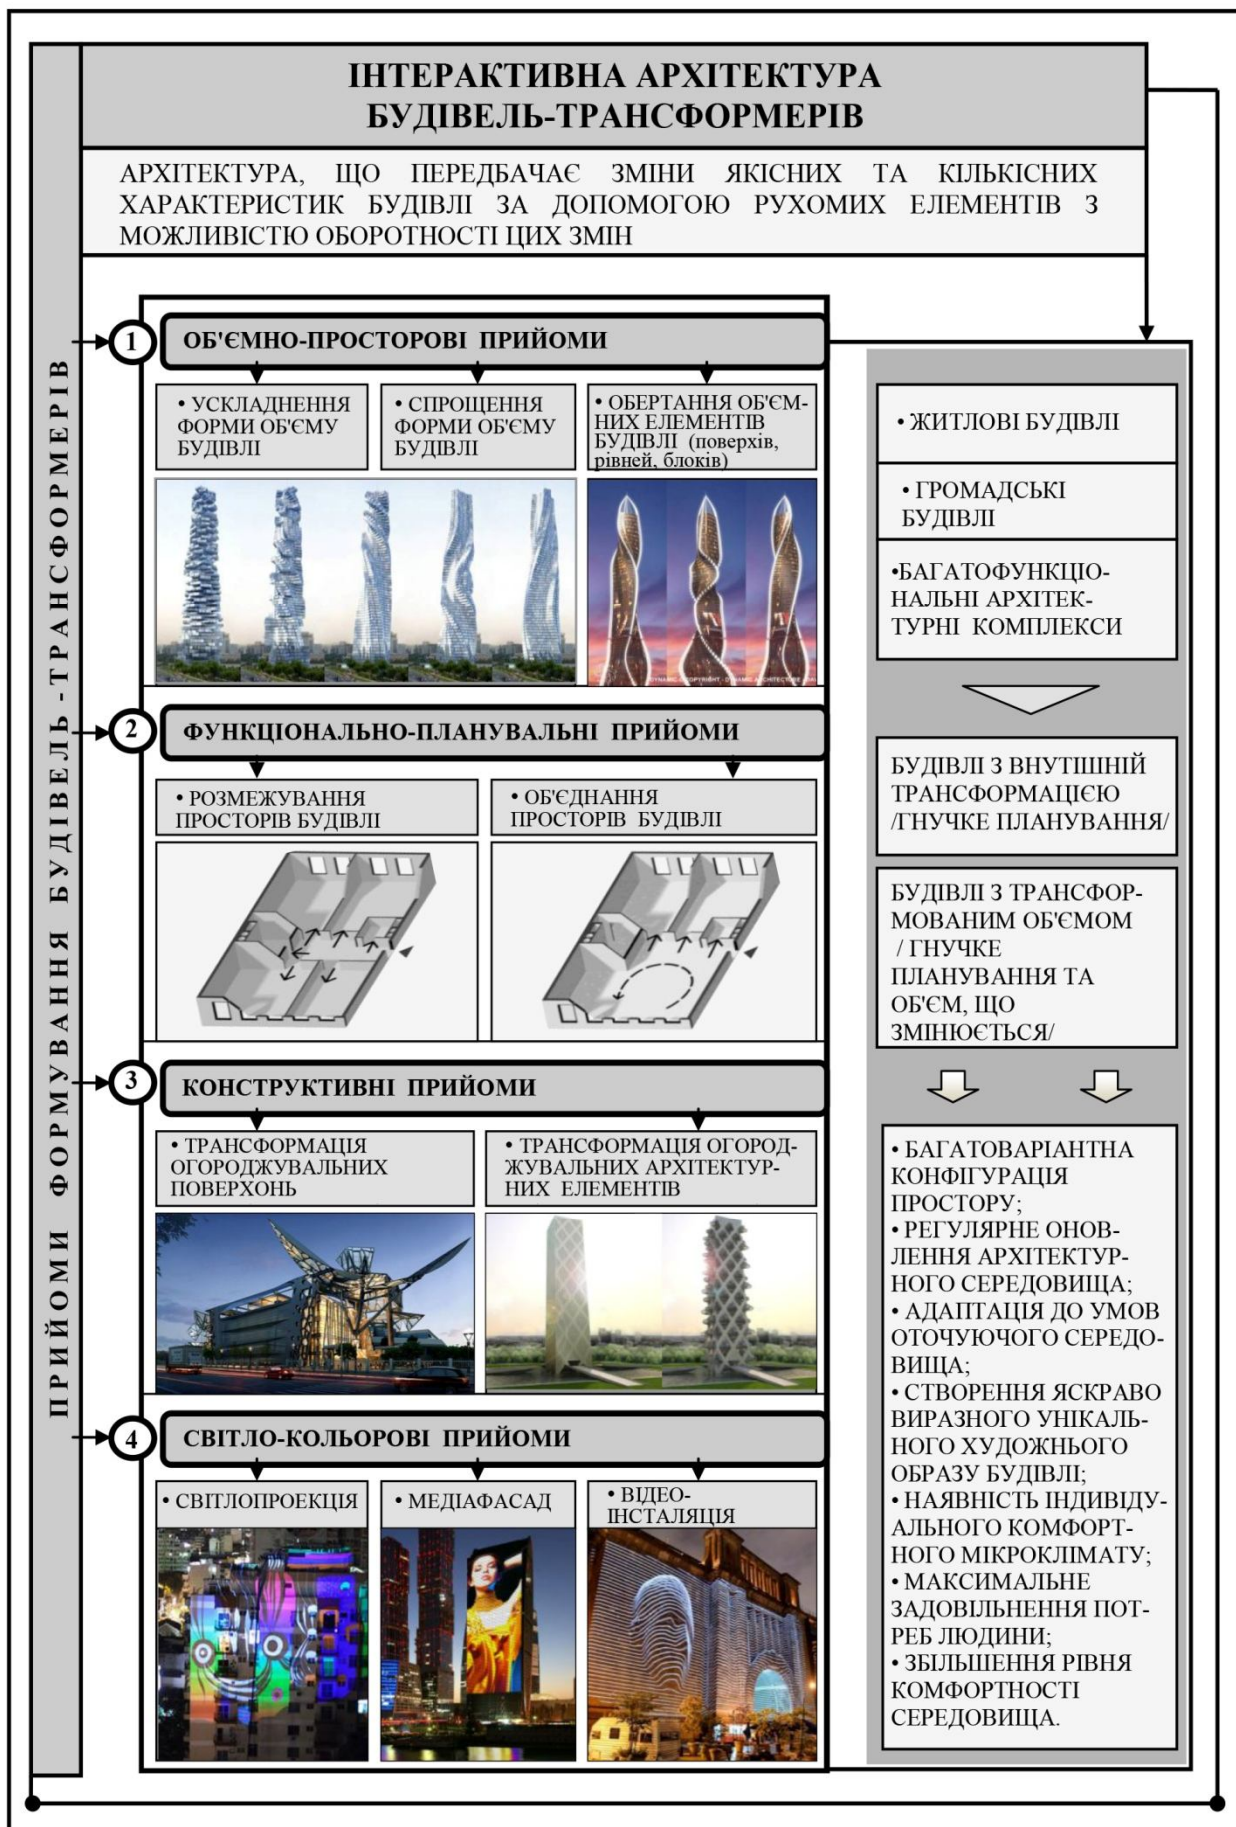 ПРИЙОМИ ФОРМУВАННЯ БУДІВЕЛЬ-ТРАНСФОРМЕРІВ
ІНТЕРАКТИВНА АРХІТЕКТУРА
БУДІВЕЛЬ-ТРАНСФОРМЕРІВ
АРХІТЕКТУРА, ЩО ПЕРЕДБАЧАЄ ЗМІНИ ЯКІСНИХ ТА КІЛЬКІСНИХ
ХАРАКТЕРИСТИК БУДІВЛІ ЗА ДОПОМОГОЮ РУХОМИХ ЕЛЕМЕНТІВ З
МОЖЛИВІСТЮ ОБОРОТНОСТІ ЦИХ ЗМІН
1
ОБ'ЄМНО-ПРОСТОРОВІ ПРИЙОМИ
• УСКЛАДНЕННЯ
ФОРМИ ОБ'ЄМУ
БУДІВЛІ
• СПРОЩЕННЯ
ФОРМИ ОБ'ЄМУ
БУДІВЛІ
• ОБЕРТАННЯ ОБ'ЄМ-
НИХ ЕЛЕМЕНТІВ
БУДІВЛІ (поверхів,
рівней, блоків)
2
ФУНКЦІОНАЛЬНО-ПЛАНУВАЛЬНІ ПРИЙОМИ
• РОЗМЕЖУВАННЯ
ПРОСТОРІВ БУДІВЛІ
• ОБ'ЄДНАННЯ
ПРОСТОРІВ БУДІВЛІ
3
КОНСТРУКТИВНІ ПРИЙОМИ
• ТРАНСФОРМАЦІЯ
ОГОРОДЖУВАЛЬНИХ
ПОВЕРХОНЬ
• ТРАНСФОРМАЦІЯ ОГОРОД-
ЖУВАЛЬНИХ АРХІТЕКТУР-
НИХ ЕЛЕМЕНТІВ
4
СВІТЛО-КОЛЬОРОВІ ПРИЙОМИ
• СВІТЛОПРОЕКЦІЯ
• МЕДІАФАСАД
• ВІДЕО-
ІНСТАЛЯЦІЯ
• ЖИТЛОВІ БУДІВЛІ
• ГРОМАДСЬКІ
БУДІВЛІ
•БАГАТОФУНКЦІО-
НАЛЬНІ АРХІТЕК-
ТУРНІ КОМПЛЕКСИ
БУДІВЛІ З ВНУТІШНІЙ
ТРАНСФОРМАЦІЄЮ
/ГНУЧКЕ ПЛАНУВАННЯ/
БУДІВЛІ З ТРАНСФОР-
МОВАНИМ ОБ'ЄМОМ
/ ГНУЧКЕ
ПЛАНУВАННЯ ТА
ОБ'ЄМ, ЩО
ЗМІНЮЄТЬСЯ/
• БАГАТОВАРІАНТНА
КОНФІГУРАЦІЯ
ПРОСТОРУ;
• РЕГУЛЯРНЕ ОНОВ-
ЛЕННЯ АРХІТЕКТУР-
НОГО СЕРЕДОВИЩА;
• АДАПТАЦІЯ ДО УМОВ
ОТОЧУЮЧОГО СЕРЕДО-
ВИЩА;
• СТВОРЕННЯ ЯСКРАВО
ВИРАЗНОГО УНІКАЛЬ-
НОГО ХУДОЖНЬОГО
ОБРАЗУ БУДІВЛІ;
• НАЯВНІСТЬ ІНДИВІДУ-
АЛЬНОГО КОМФОРТ-
НОГО МІКРОКЛІМАТУ;
• МАКСИМАЛЬНЕ
ЗАДОВІЛЬНЕННЯ ПОТ-
РЕБ ЛЮДИНИ;
• ЗБІЛЬШЕННЯ РІВНЯ
КОМФОРТНОСТІ
СЕРЕДОВИЩА.